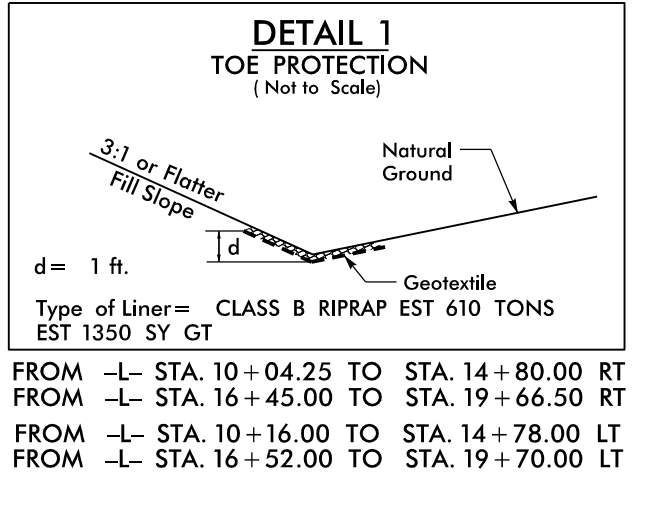 DETAIL 1
TOE PROTECTION
( Not to Scale)
3:1 or Flatter
Fill Slope
Natural
Ground
d
d= 1 ft.
Geotextile
Type of Liner= CLASS B RIPRAP EST 610 TONS
EST 1350 SY GT
FROM -L- STA. 10+04.25 TO STA. 14+80.00 RT
FROM -L- STA. 16+45.00 TO STA. 19+66.50 RT
FROM -L- STA. 10+16.00 TO STA. 14+78.00 LT
FROM -L- STA. 16+52.00 TO STA. 19+70.00 LT